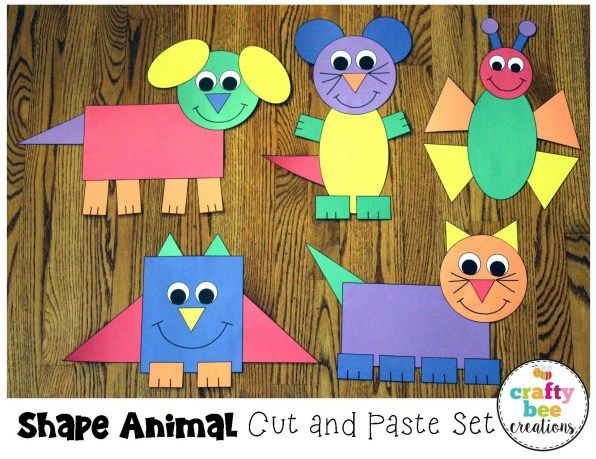 Shape Animal Cut and Paste Set
crafty
bee
creations